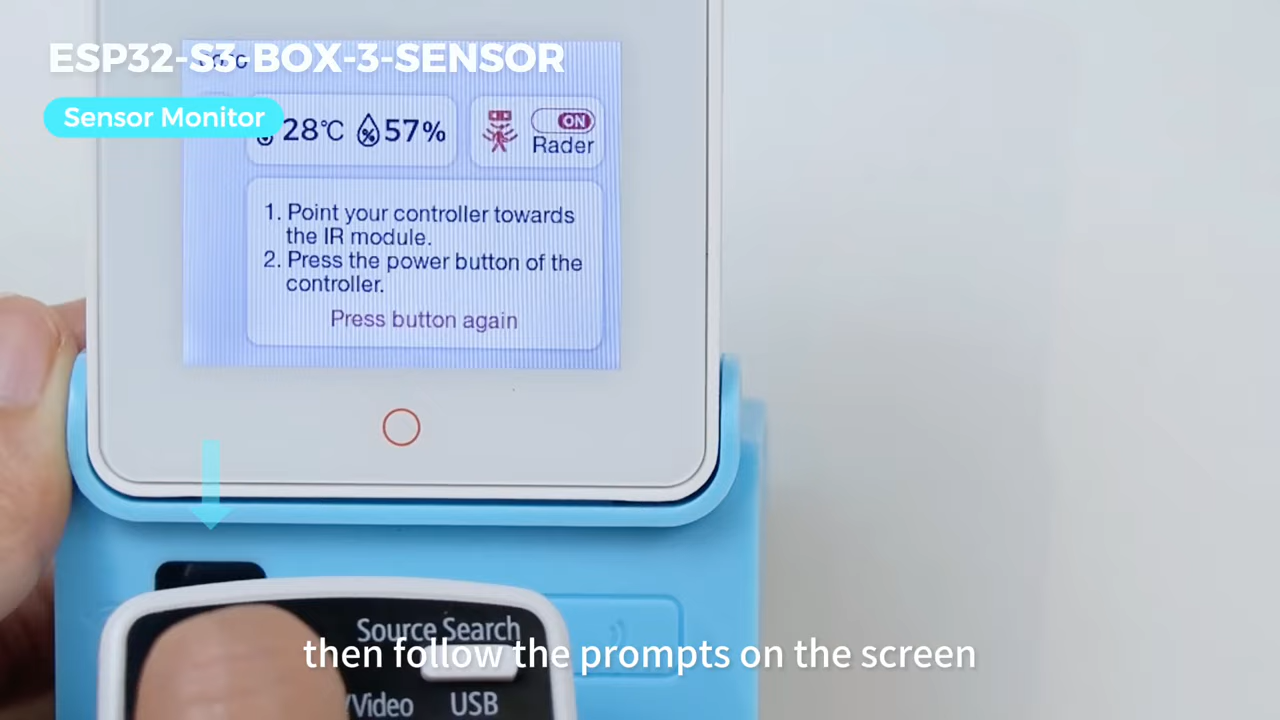 ESP32-S3-BOX-3-SENSOR
Sensor Monitor
28°C 57%
ON
Rader
1. Point your controller towards
the IR module.
2. Press the power button of the
controller.
Press button again
Source Search
then follow the prompts on the screen
/Video USB